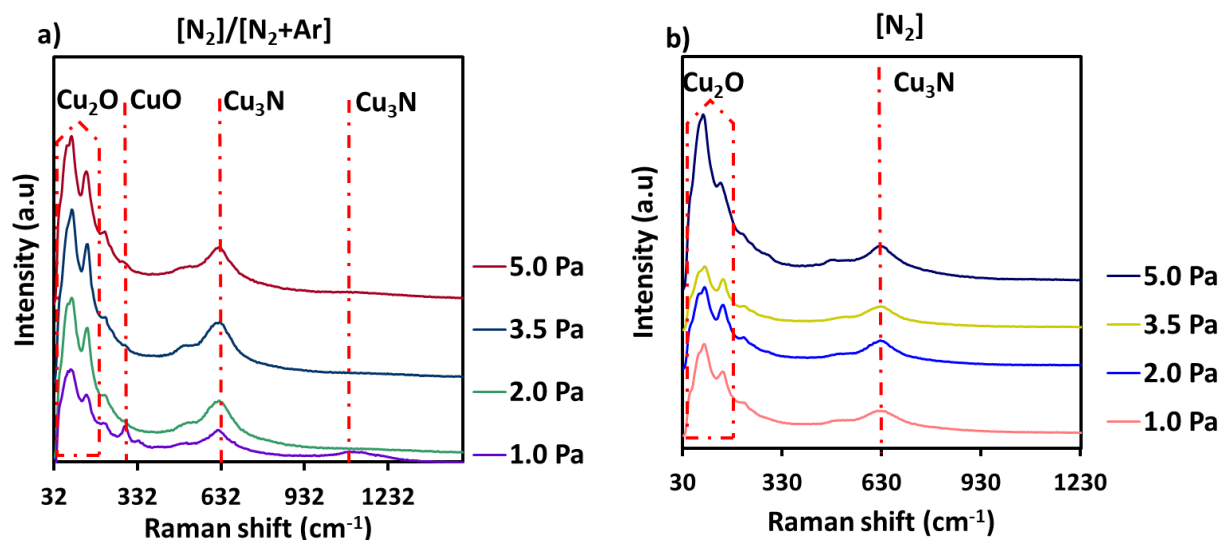 a)
[N₂]/[N₂+Ar]
Cu₂O
CuO
Cu₃N
Cu₃N
Intensity (a.u)
5.0 Pa
3.5 Pa
2.0 Pa
1.0 Pa
32
332
632
932
1232
Raman shift (cm⁻¹)
b)
[N₂]
Cu₂O
Cu₃N
Intensity (a.u)
5.0 Pa
3.5 Pa
2.0 Pa
1.0 Pa
30
330
630
930
1230
Raman shift (cm⁻¹)